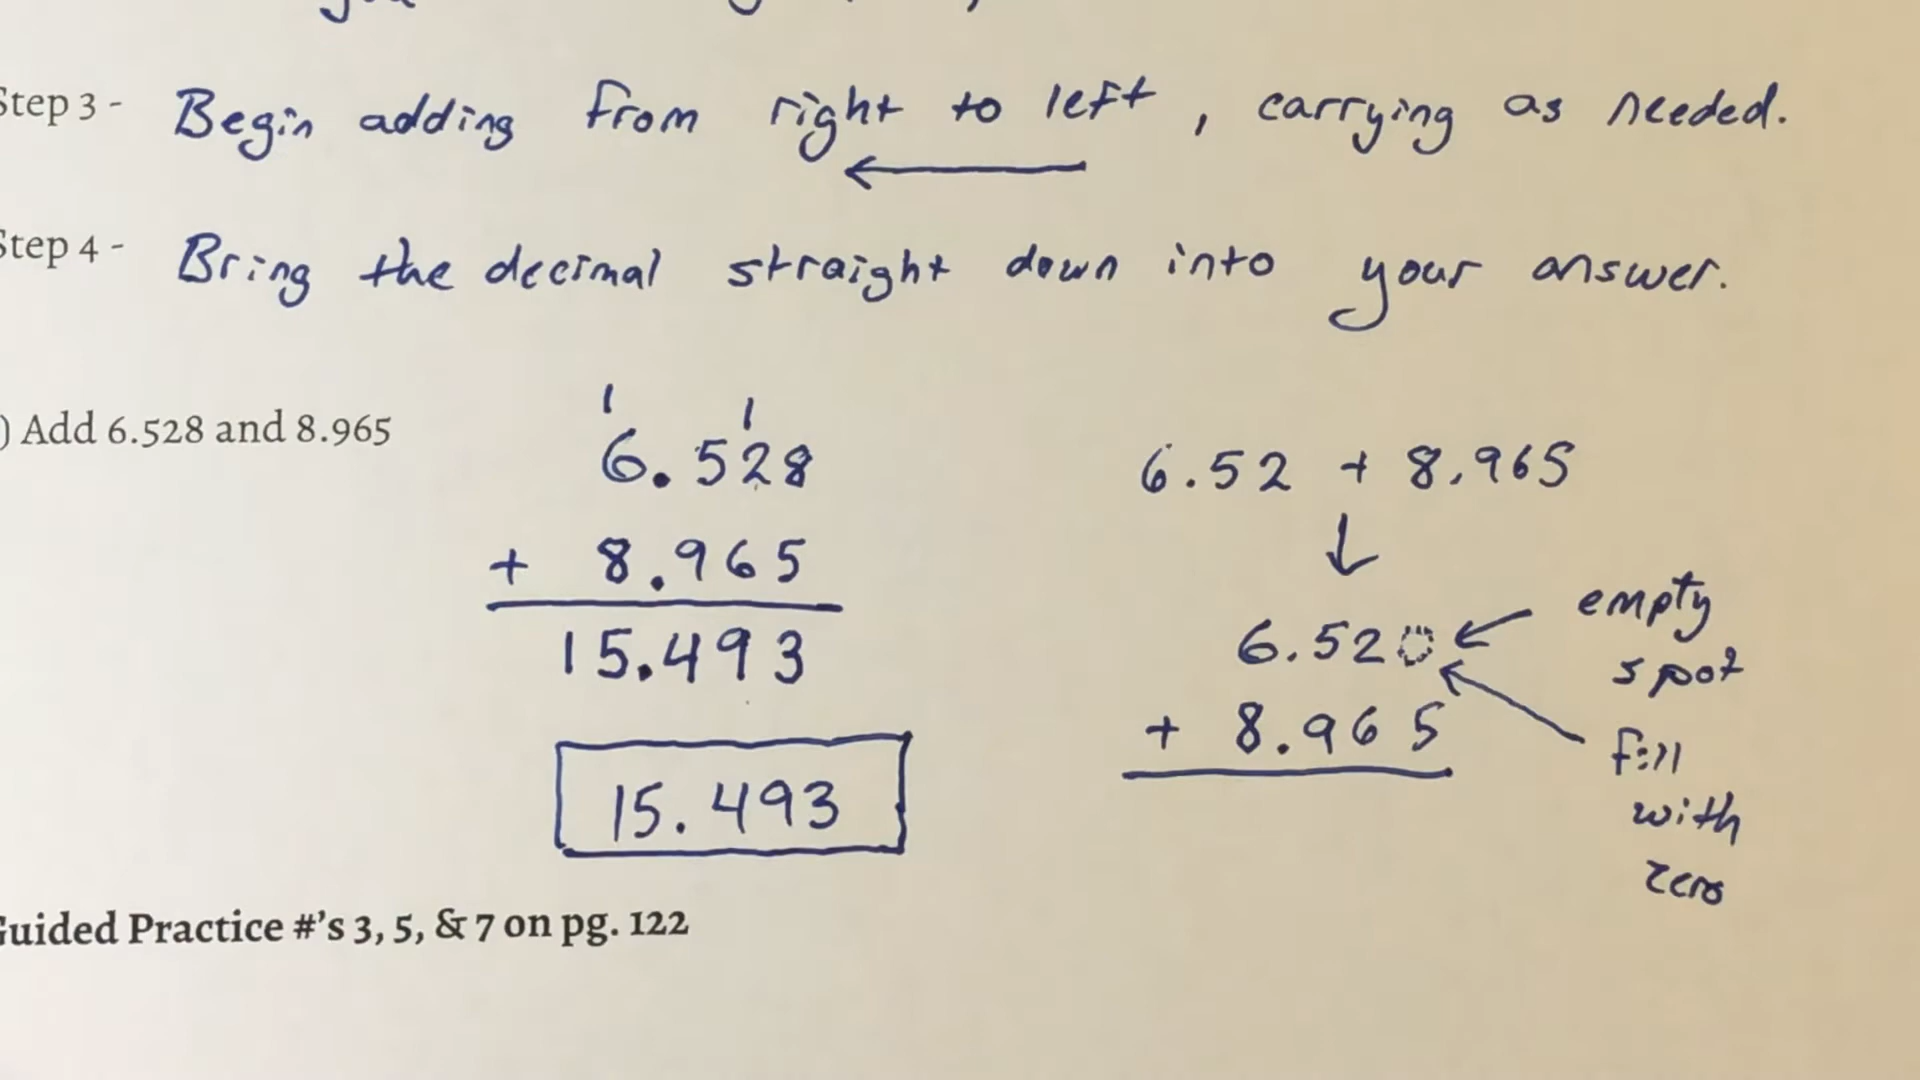 Step 3 - Begin adding from right to left, carrying as needed.
Step 4 - Bring the decimal straight down into your answer.
) Add 6.528 and 8.965
1 1
6.528
+ 8.965
15.493
15.493
6.52 + 8.965
6.520
+ 8.965
empty
spot
fill
with
zero
Guided Practice #'s 3, 5, & 7 on pg. 122